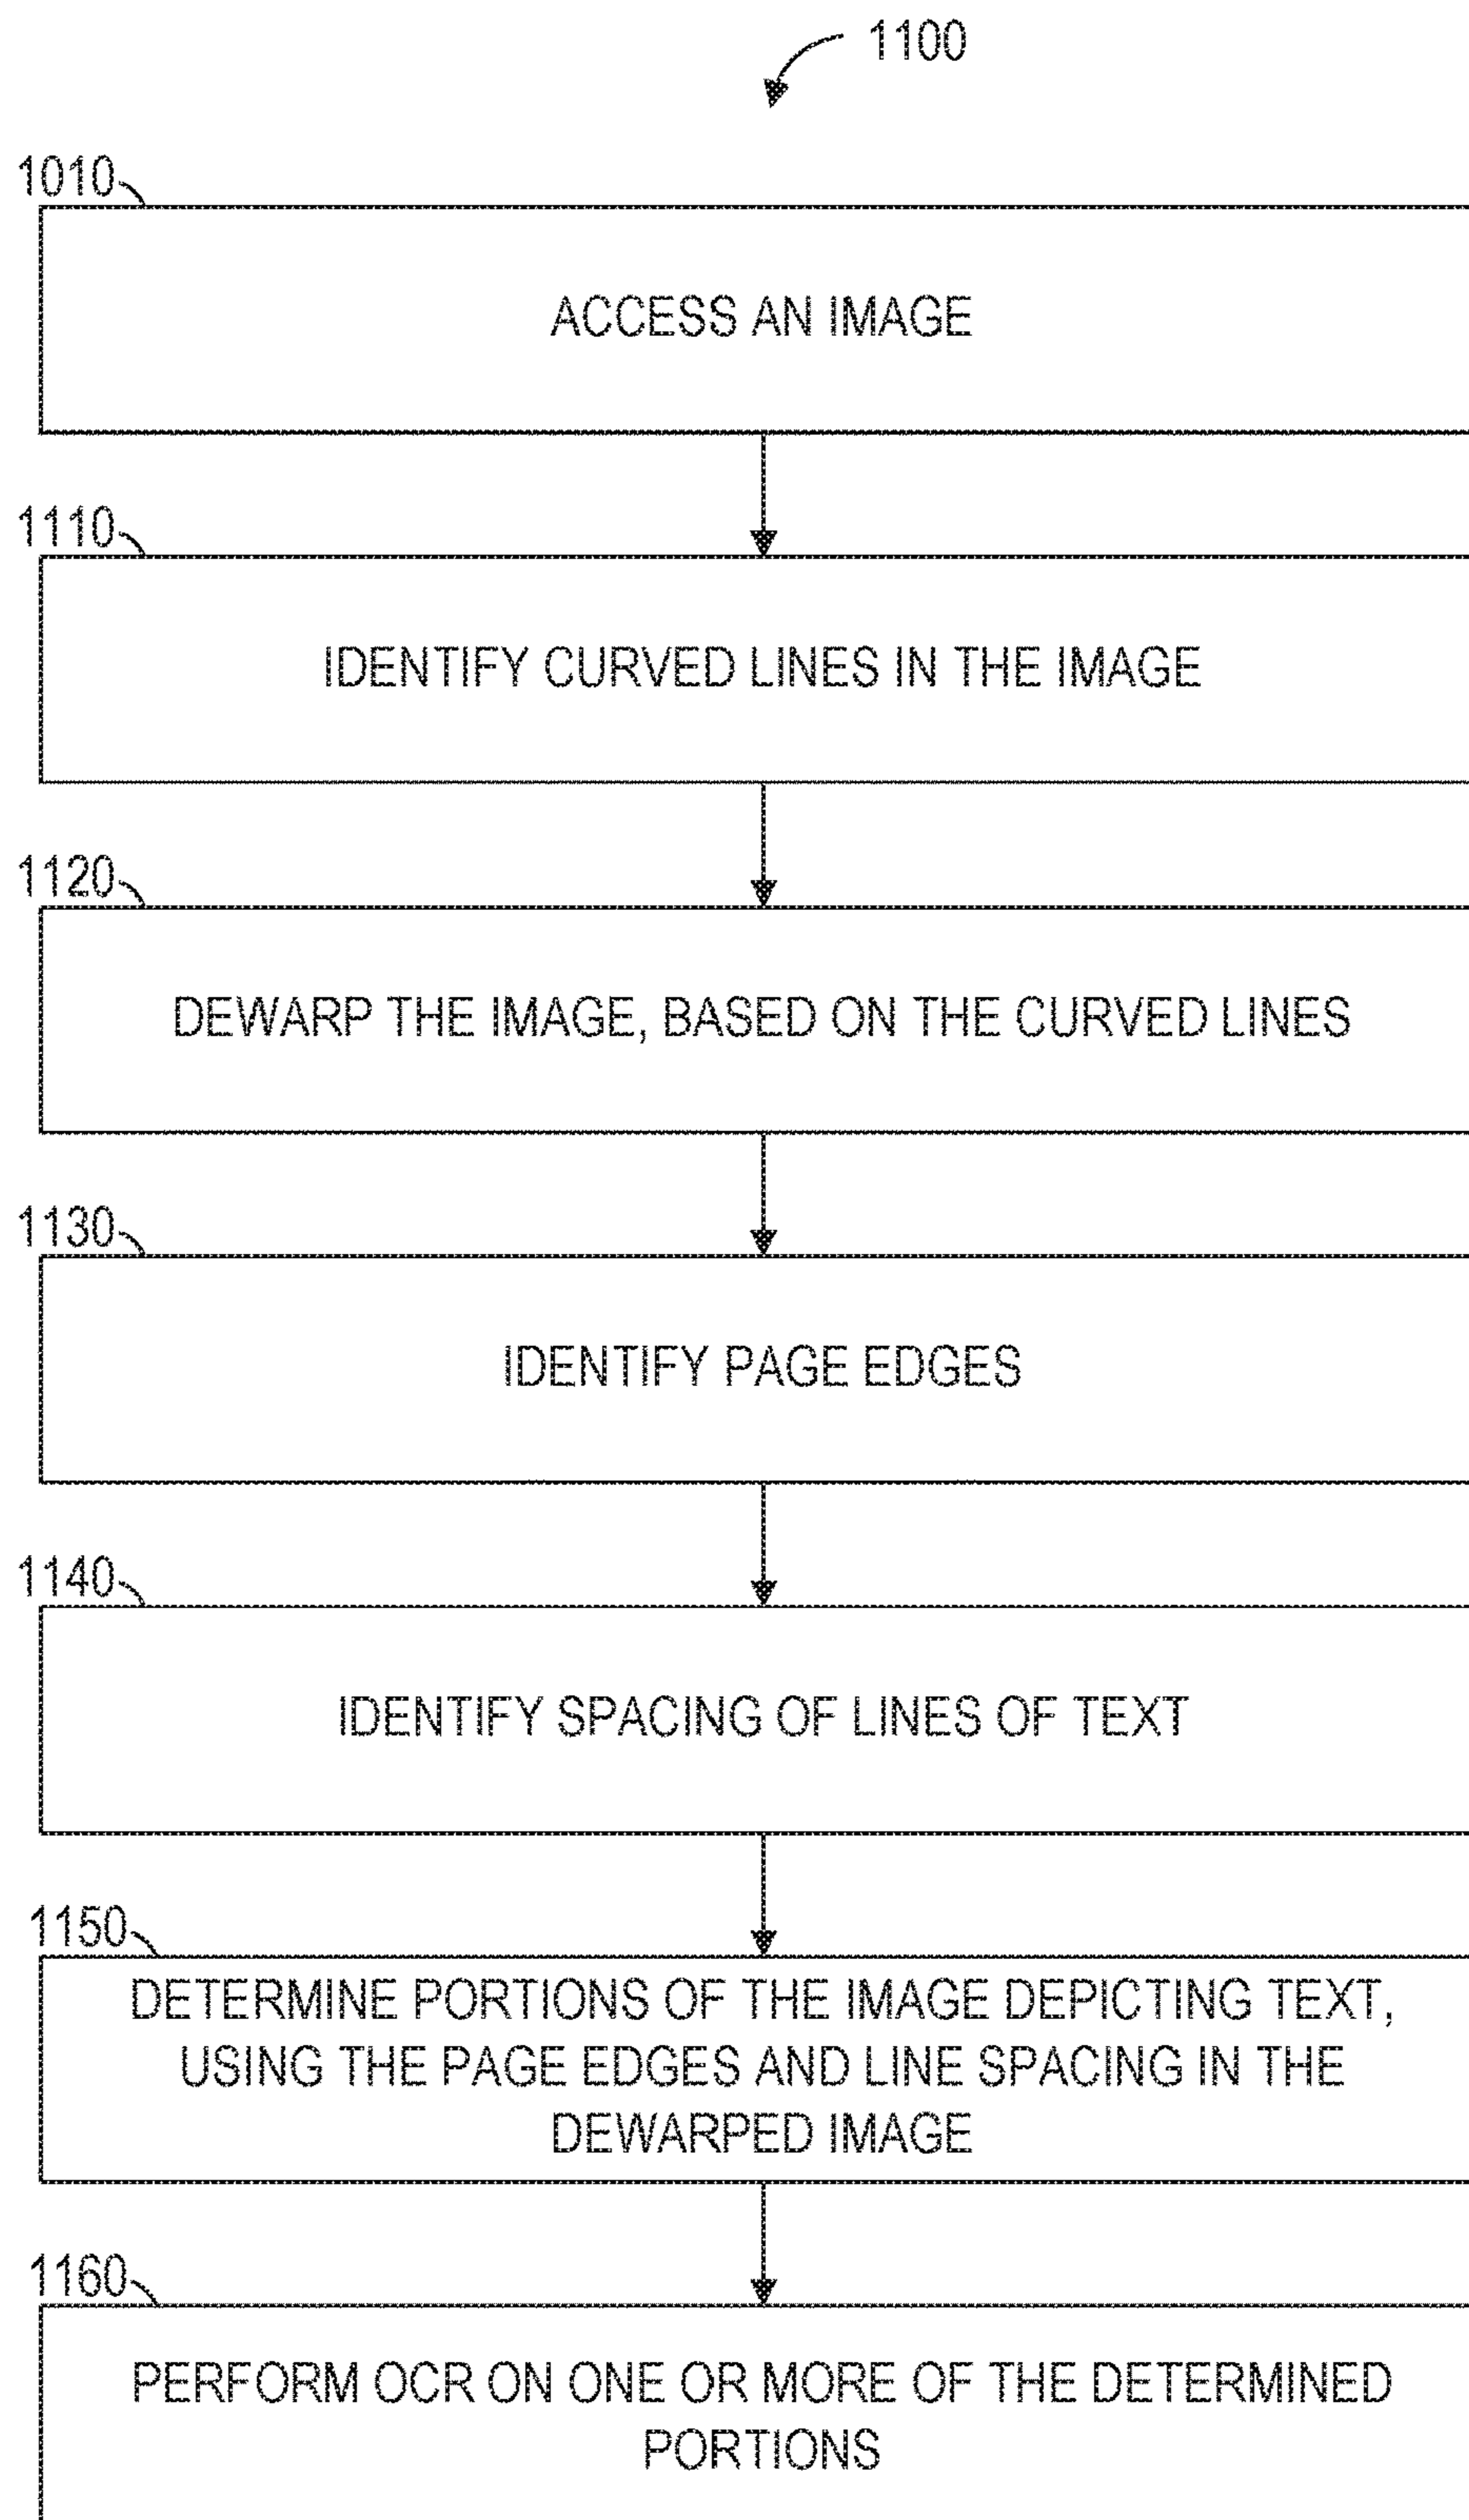 1100
1010
ACCESS AN IMAGE
1110
IDENTIFY CURVED LINES IN THE IMAGE
1120
DEWARP THE IMAGE, BASED ON THE CURVED LINES
1130
IDENTIFY PAGE EDGES
1140
IDENTIFY SPACING OF LINES OF TEXT
1150
DETERMINE PORTIONS OF THE IMAGE DEPICTING TEXT,
USING THE PAGE EDGES AND LINE SPACING IN THE
DEWARPED IMAGE
1160
PERFORM OCR ON ONE OR MORE OF THE DETERMINED
PORTIONS